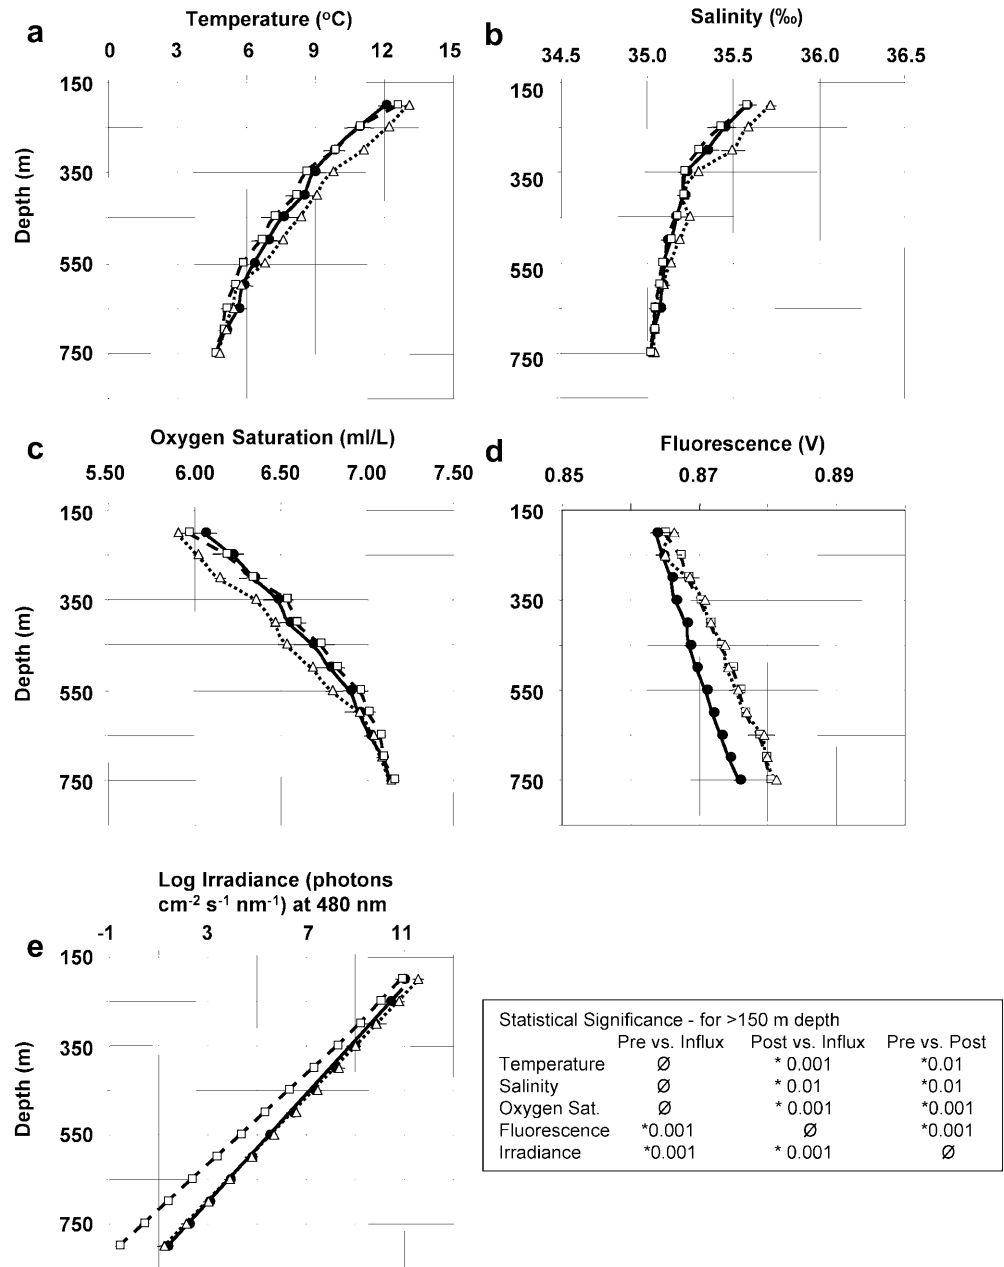 a
Temperature (°C)
0 3 6 9 12 15
150
350
550
750
Depth (m)
b
Salinity (‰)
34.5 35.0 35.5 36.0 36.5
150
350
550
750
Depth (m)
c
Oxygen Saturation (ml/L)
5.50 6.00 6.50 7.00 7.50
150
350
550
750
Depth (m)
d
Fluorescence (V)
0.85 0.87 0.89
150
350
550
750
Depth (m)
e
Log Irradiance (photons
cm⁻² s⁻¹ nm⁻¹) at 480 nm
-1 3 7 11
150
350
550
750
Depth (m)
Statistical Significance - for >150 m depth
Pre vs. Influx Post vs. Influx Pre vs. Post
Temperature Ø * 0.001 *0.01
Salinity Ø * 0.01 *0.01
Oxygen Sat. Ø * 0.001 *0.001
Fluorescence *0.001 Ø *0.001
Irradiance *0.001 * 0.001 Ø